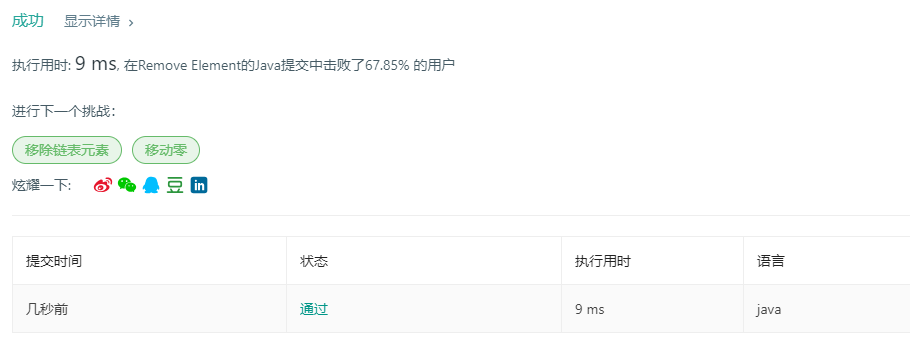 成功 显示详情 ›
执行用时: 9 ms, 在Remove Element的Java提交中击败了67.85% 的用户
进行下一个挑战:
移除链表元素 移动零
炫耀一下: 豆 in
提交时间 状态 执行用时 语言
几秒前 通过 9 ms java